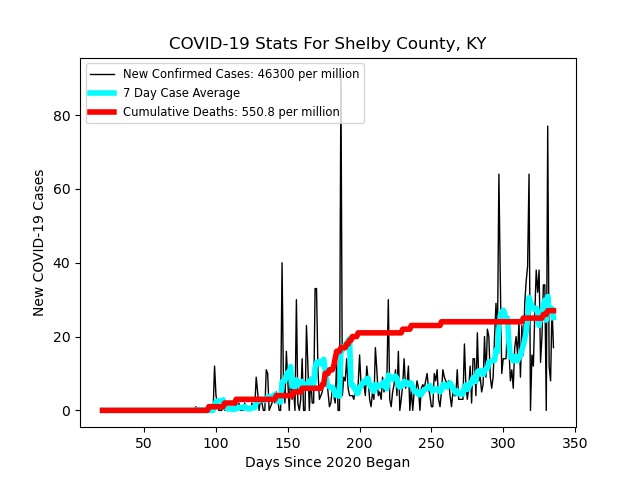 COVID-19 Stats For Shelby County, KY
New Confirmed Cases: 46300 per million
7 Day Case Average
Cumulative Deaths: 550.8 per million
New COVID-19 Cases
80
60
40
20
0
50 100 150 200 250 300 350
Days Since 2020 Began